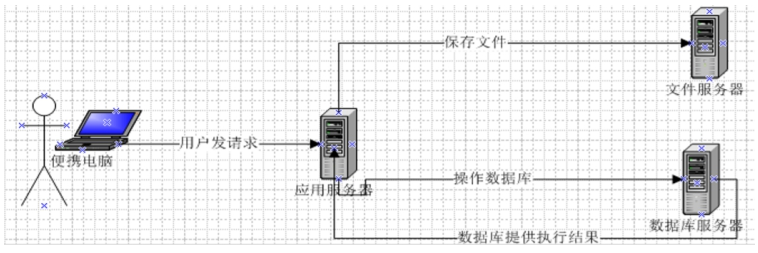 保存文件
文件服务器
用户发请求
便携电脑
应用服务器
操作数据库
数据库服务器
数据库提供执行结果